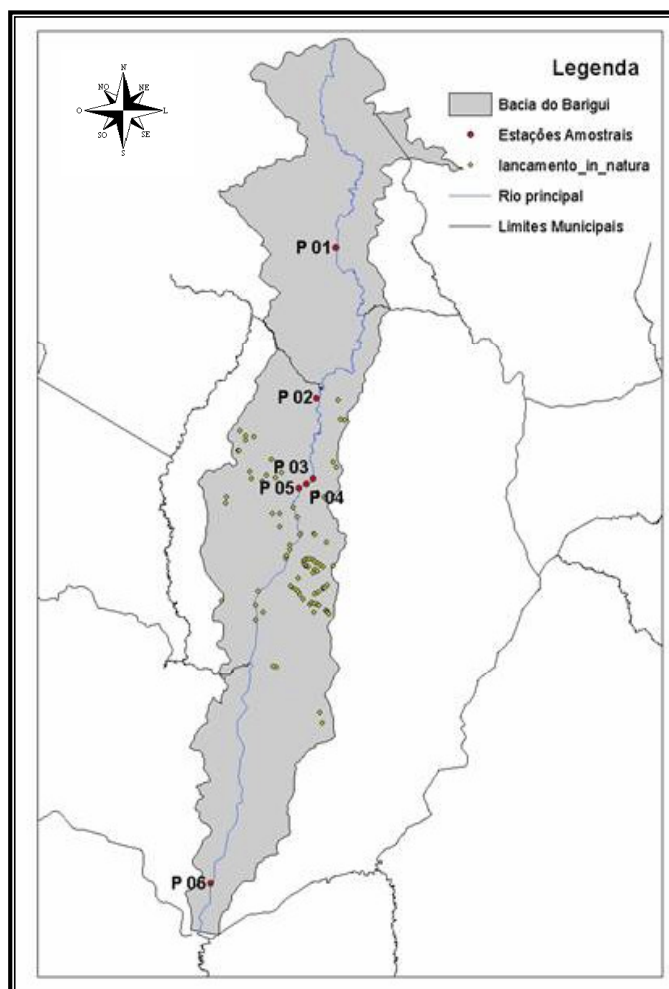 N
NO
NE
O
L
SO
SE
S
Legenda
Bacia do Barigui
Estações Amostrais
lancamento_in_natura
Rio principal
Limites Municipais
P 01
P 02
P 03
P 05
P 04
P 06